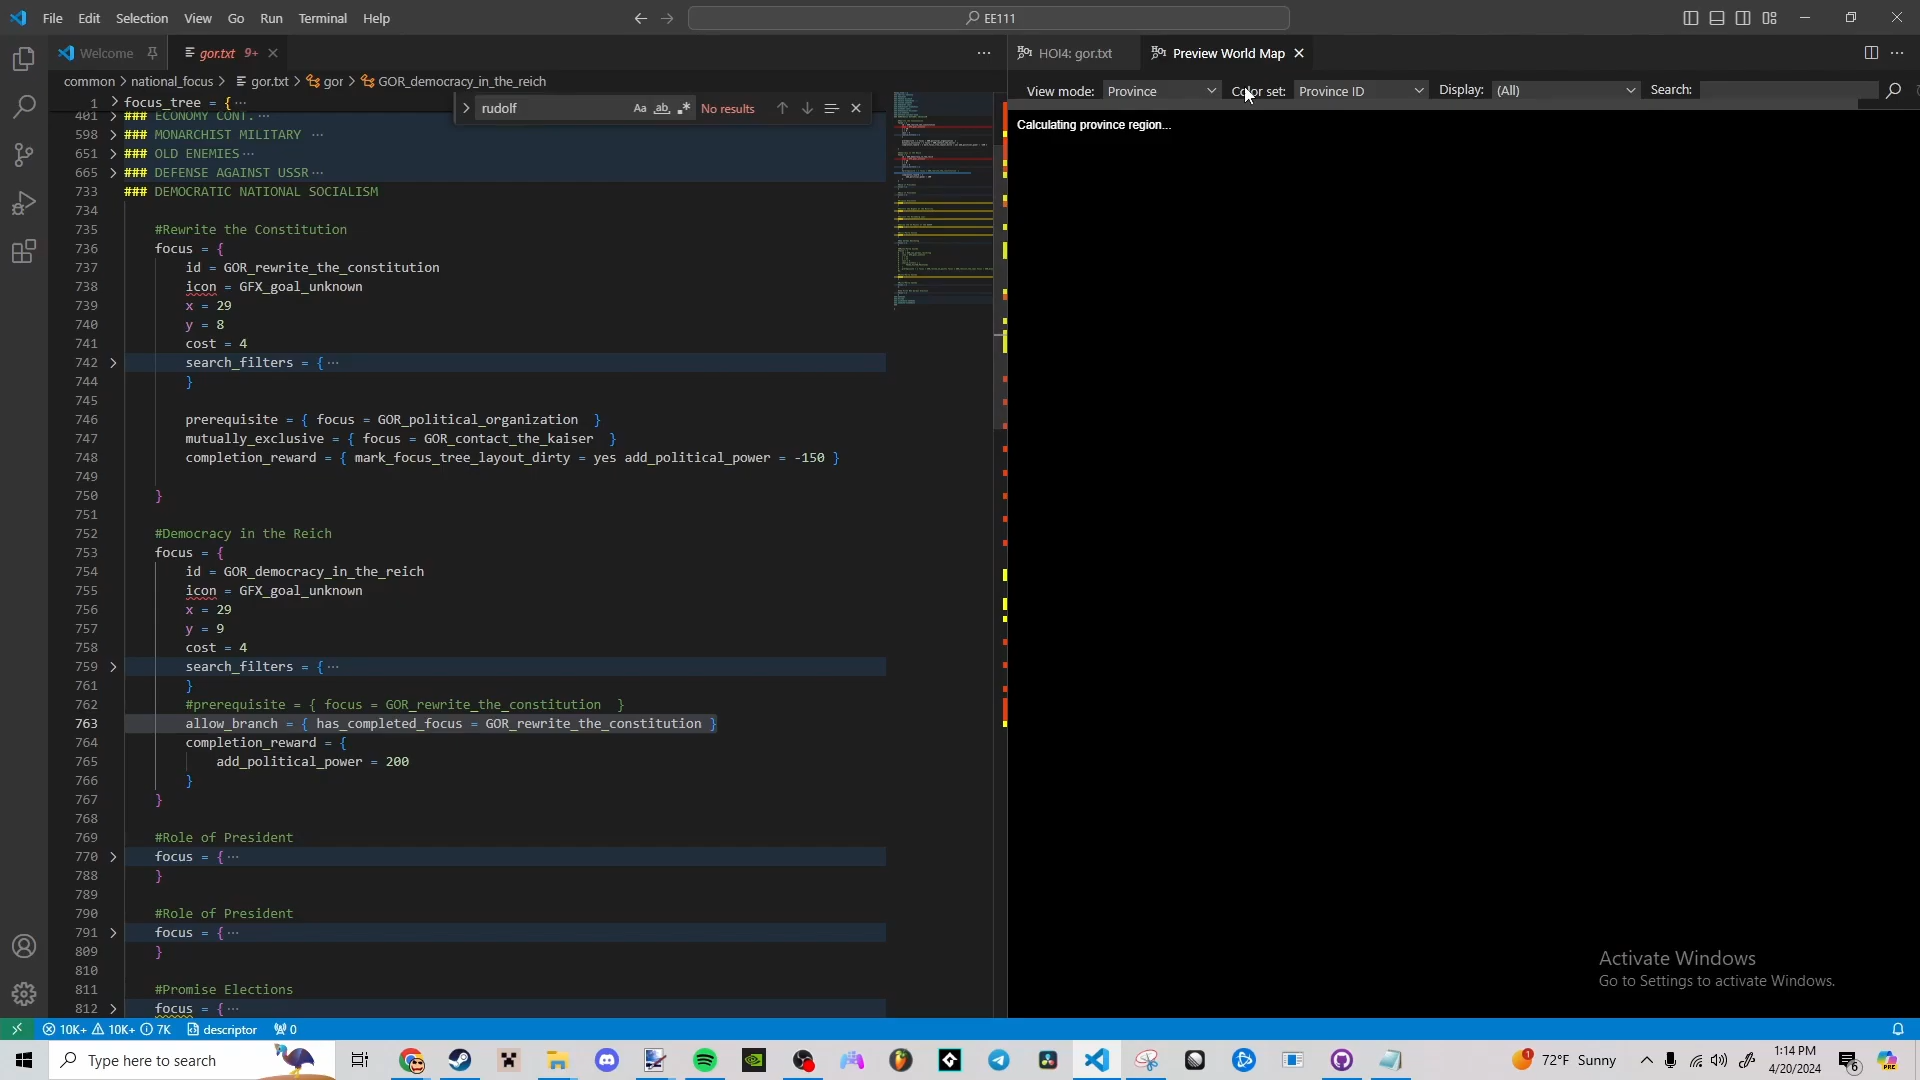 File Edit Selection View Go Run Terminal Help
EE111
Welcome
gor.txt 9+
HOI4: gor.txt
Preview World Map
common > national_focus > gor.txt > gor > GOR_democracy_in_the_reich
View mode: Province Color set: Province ID Display: (All) Search:
rudolf Aa ab .* No results
Calculating province region...
1 focus_tree = {···
401 ### ECONOMY CONT.···
598 ### MONARCHIST MILITARY ···
651 ### OLD ENEMIES···
665 ### DEFENSE AGAINST USSR···
733 ### DEMOCRATIC NATIONAL SOCIALISM
734
735 #Rewrite the Constitution
736 focus = {
737 id = GOR_rewrite_the_constitution
738 icon = GFX_goal_unknown
739 x = 29
740 y = 8
741 cost = 4
742 search_filters = {···
744 }
745
746 prerequisite = { focus = GOR_political_organization  }
747 mutually_exclusive = { focus = GOR_contact_the_kaiser  }
748 completion_reward = { mark_focus_tree_layout_dirty = yes add_political_power = -150 }
749
750 }
751
752 #Democracy in the Reich
753 focus = {
754 id = GOR_democracy_in_the_reich
755 icon = GFX_goal_unknown
756 x = 29
757 y = 9
758 cost = 4
759 search_filters = {···
761 }
762 #prerequisite = { focus = GOR_rewrite_the_constitution  }
763 allow_branch = { has_completed_focus = GOR_rewrite_the_constitution }
764 completion_reward = {
765 add_political_power = 200
766 }
767 }
768
769 #Role of President
770 focus = {···
788 }
789
790 #Role of President
791 focus = {···
809 }
810
811 #Promise Elections
812 focus = {···
Activate Windows
Go to Settings to activate Windows.
10K+ 10K+ 7K descriptor 0
Type here to search
72°F Sunny
1:14 PM
4/20/2024
6
PRE